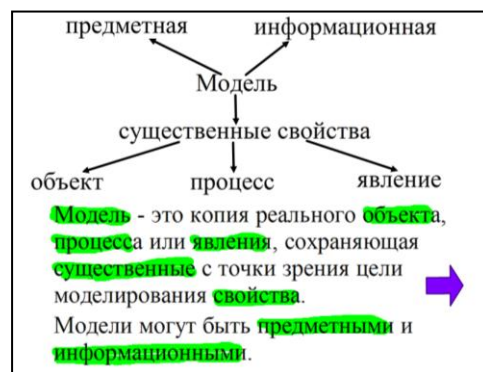 предметная информационная
Модель
существенные свойства
объект процесс явление
Модель - это копия реального объекта,
процесса или явления, сохраняющая
существенные с точки зрения цели
моделирования свойства.
Модели могут быть предметными и
информационными.